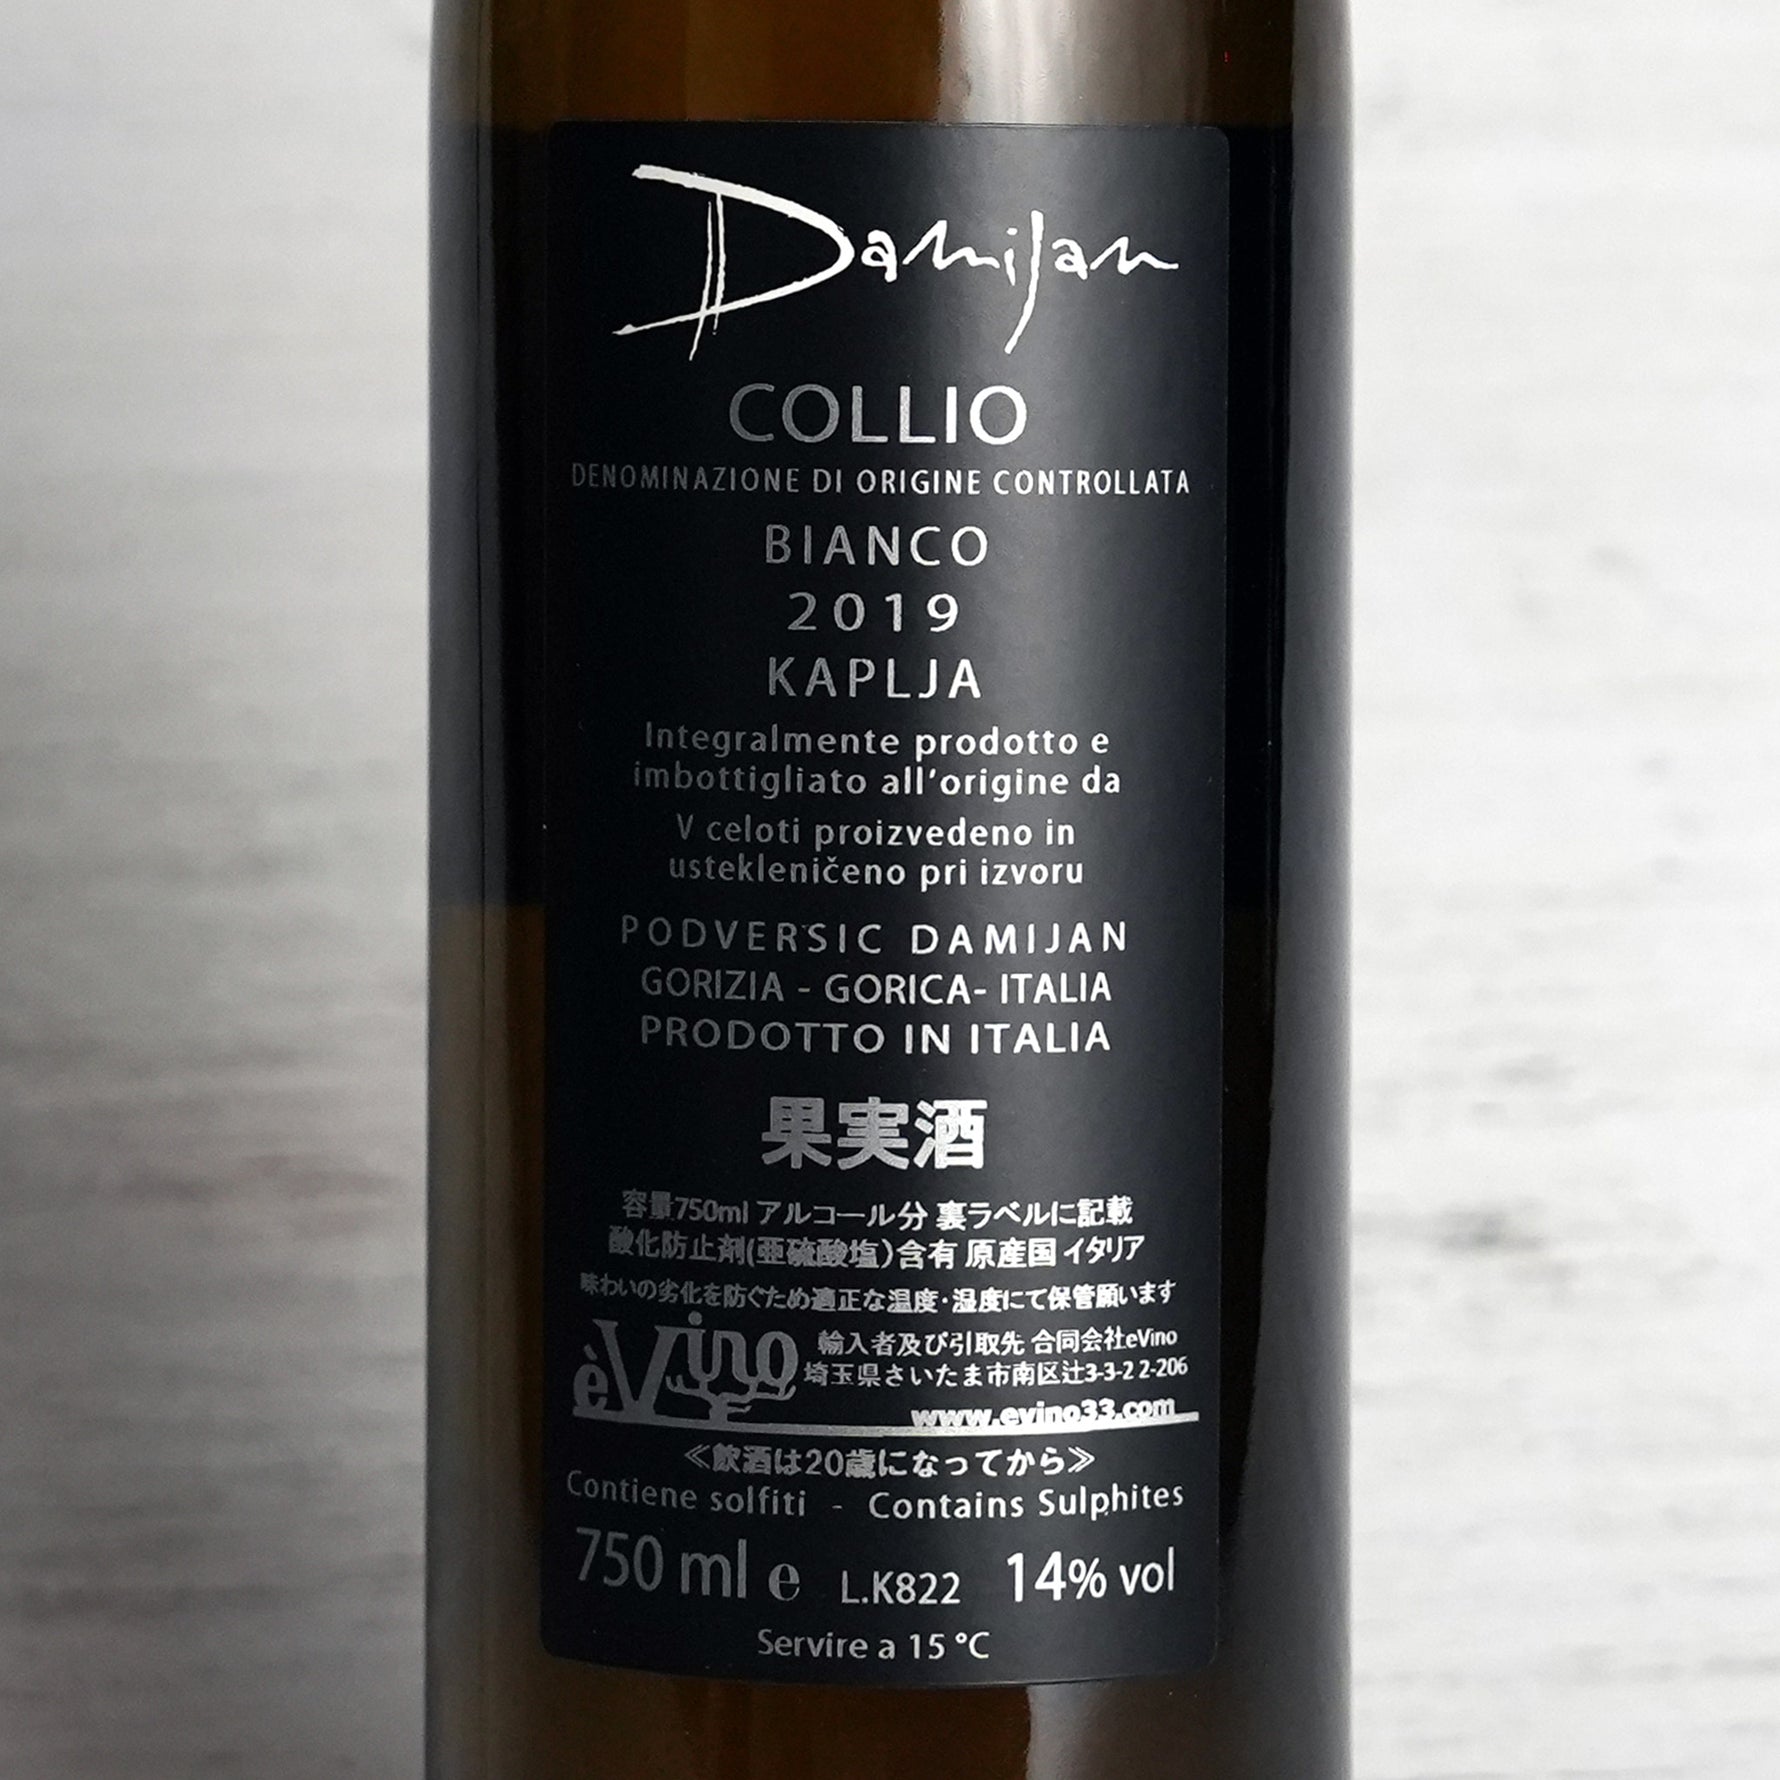 Damijan
COLLIO
DENOMINAZIONE DI ORIGINE CONTROLLATA
BIANCO
2019
KAPLJA
Integralmente prodotto e
imbottigliato all'origine da
V celoti proizvedeno in
ustekleničeno pri izvoru
PODVERSIC DAMIJAN
GORIZIA - GORICA- ITALIA
PRODOTTO IN ITALIA
果実酒
容量750ml アルコール分 裏ラベルに記載
酸化防止剤(亜硫酸塩)含有 原産国 イタリア
味わいの劣化を防ぐため適正な温度・湿度にて保管願います
èVino
輸入者及び引取先 合同会社eVino
埼玉県さいたま市南区辻3-3-2 2-206
www.evino33.com
≪飲酒は20歳になってから≫
Contiene solfiti - Contains Sulphites
750 ml e L.K822 14% vol
Servire a 15 °C